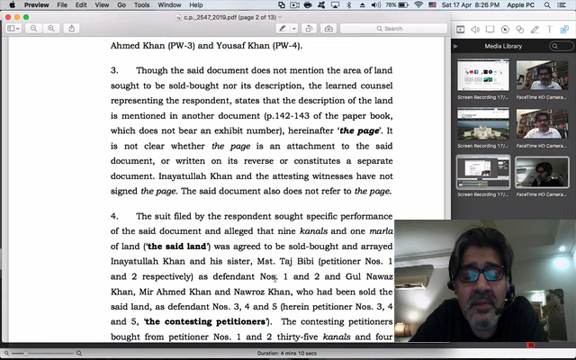 Preview File Edit View Go Tools Window Help
78% Sat 17 Apr 8:26 PM Apple PC
c.p._2547_2019.pdf (page 2 of 13)
Search
Media Library
Ahmed Khan (PW-3) and Yousaf Khan (PW-4).
3. Though the said document does not mention the area of land
sought to be sold-bought nor its description, the learned counsel
representing the respondent, states that the description of the land
is mentioned in another document (p.142-143 of the paper book,
which does not bear an exhibit number), hereinafter 'the page'. It
is not clear whether the page is an attachment to the said
document, or written on its reverse or constitutes a separate
document. Inayatullah Khan and the attesting witnesses have not
signed the page. The said document also does not refer to the page.
4. The suit filed by the respondent sought specific performance
of the said document and alleged that nine kanals and one marla
of land ('the said land') was agreed to be sold-bought and arrayed
Inayatullah Khan and his sister, Mst. Taj Bibi (petitioner Nos. 1
and 2 respectively) as defendant Nos. 1 and 2 and Gul Nawaz
Khan, Mir Ahmed Khan and Nawroz Khan, who had been sold the
said land, as defendant Nos. 3, 4 and 5 (herein petitioner Nos. 3, 4
and 5, 'the contesting petitioners'). The contesting petitioners
bought from petitioner Nos. 1 and 2 thirty-five kanals and four
Screen Recording 17...
FaceTime HD Camera
Screen Recording 17...
FaceTime HD Camera
Screen Recording 17...
FaceTime HD Camera
Duration: 4 mins 10 secs